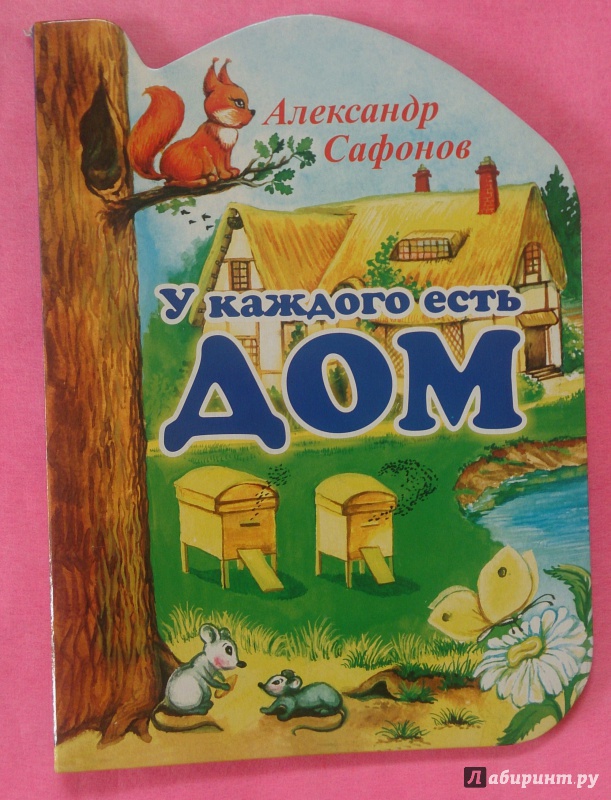 Александр
Сафонов
У каждого есть
ДОМ
Лабиринт.ру